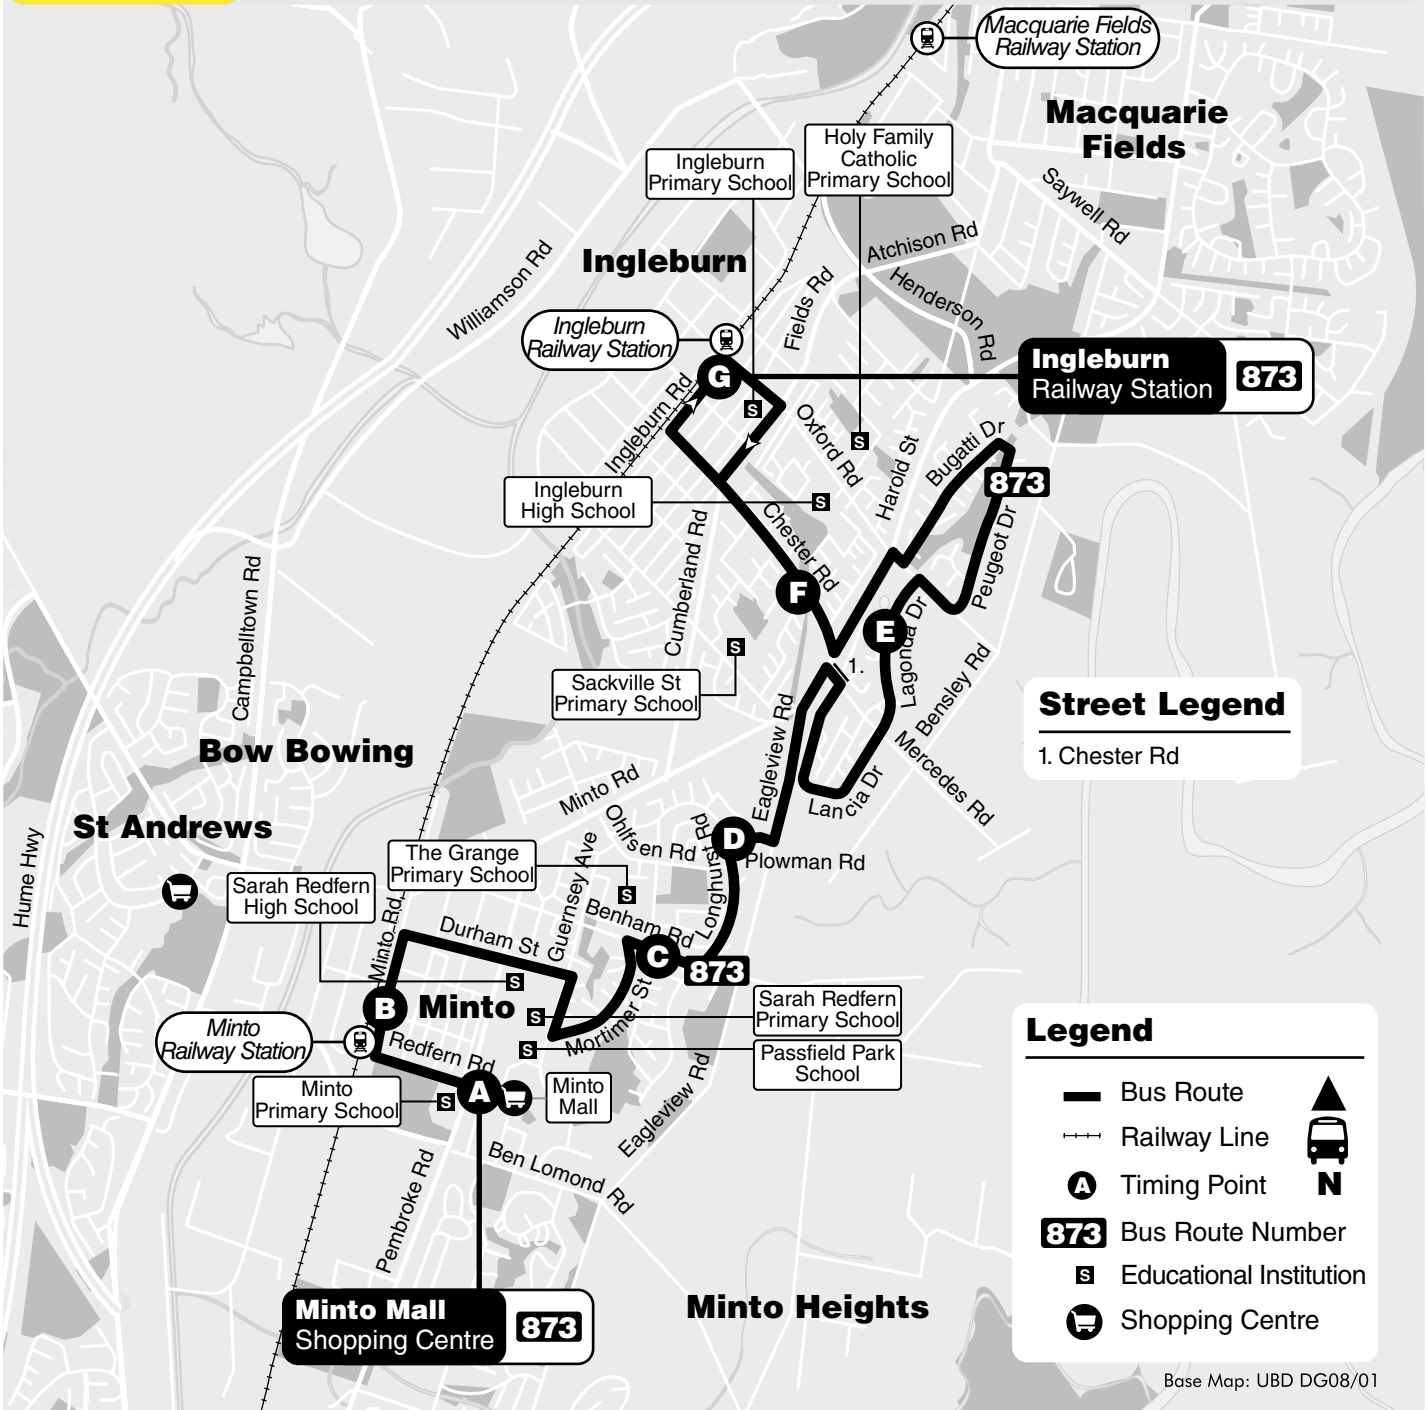 Macquarie Fields
Railway Station
Macquarie
Fields
Holy Family
Catholic
Primary School
Ingleburn
Primary School
Saywell Rd
Atchison Rd
Henderson Rd
Fields Rd
Williamson Rd
Ingleburn
Ingleburn
Railway Station
G
Ingleburn
Railway Station
873
Ingleburn Rd
S
Oxford Rd
S
Harold St
Bugatti Dr
873
Ingleburn
High School
S
Chester Rd
Cumberland Rd
Peugeot Dr
Campbelltown Rd
F
E
Lagonda Dr
S
1.
Sackville St
Primary School
Bensley Rd
Mercedes Rd
Street Legend
1. Chester Rd
Eagleview Rd
Lancia Dr
Bow Bowing
St Andrews
Hume Hwy
Minto Rd
Ohlfsen Rd
Longhurst Rd
D
Plowman Rd
The Grange
Primary School
S
Guernsey Ave
Benham Rd
Sarah Redfern
High School
Minto Rd
Durham St
S
C
873
B
Minto
S
Sarah Redfern
Primary School
Mortimer St
Minto
Railway Station
Redfern Rd
S
Passfield Park
School
Minto
Primary School
S
A
Minto
Mall
Eagleview Rd
Ben Lomond Rd
Pembroke Rd
Minto Mall
Shopping Centre
873
Minto Heights
Legend
Bus Route
Railway Line
A
Timing Point
N
873
Bus Route Number
S
Educational Institution
Shopping Centre
Base Map: UBD DG08/01